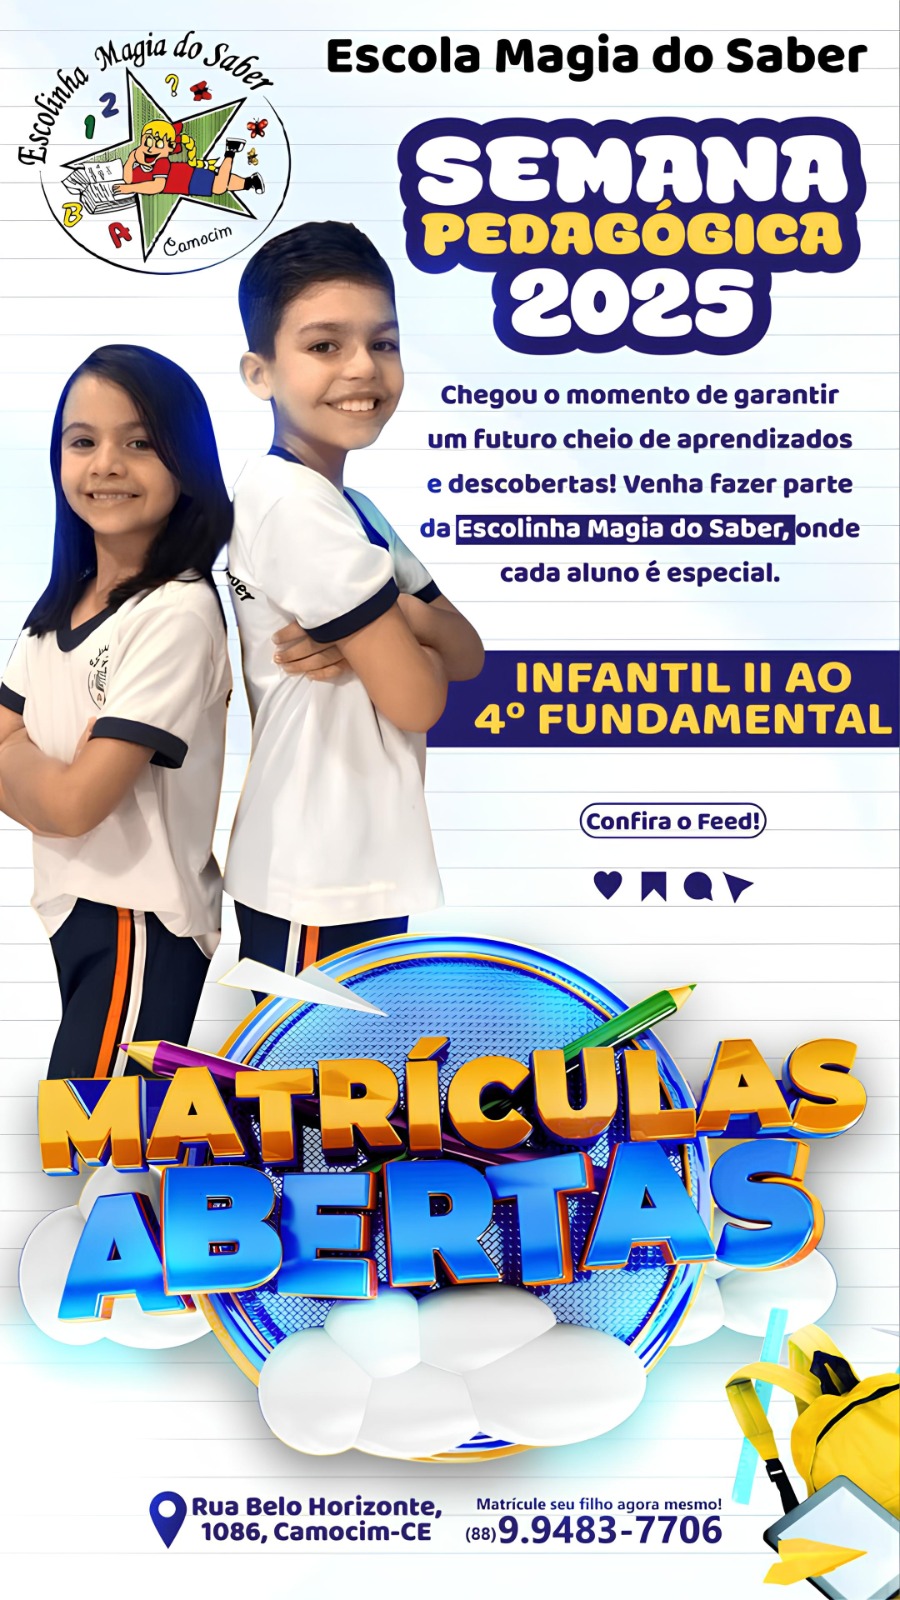 Escolinha Magia do Saber
1 2 ?
B A
Camocim
Escola Magia do Saber
SEMANA
PEDAGÓGICA
2025
Chegou o momento de garantir
um futuro cheio de aprendizados
e descobertas! Venha fazer parte
da Escolinha Magia do Saber, onde
cada aluno é especial.
INFANTIL II AO
4º FUNDAMENTAL
Confira o Feed!
MATRÍCULAS
ABERTAS
Rua Belo Horizonte,
1086, Camocim-CE
Matrícule seu filho agora mesmo!
(88)9.9483-7706